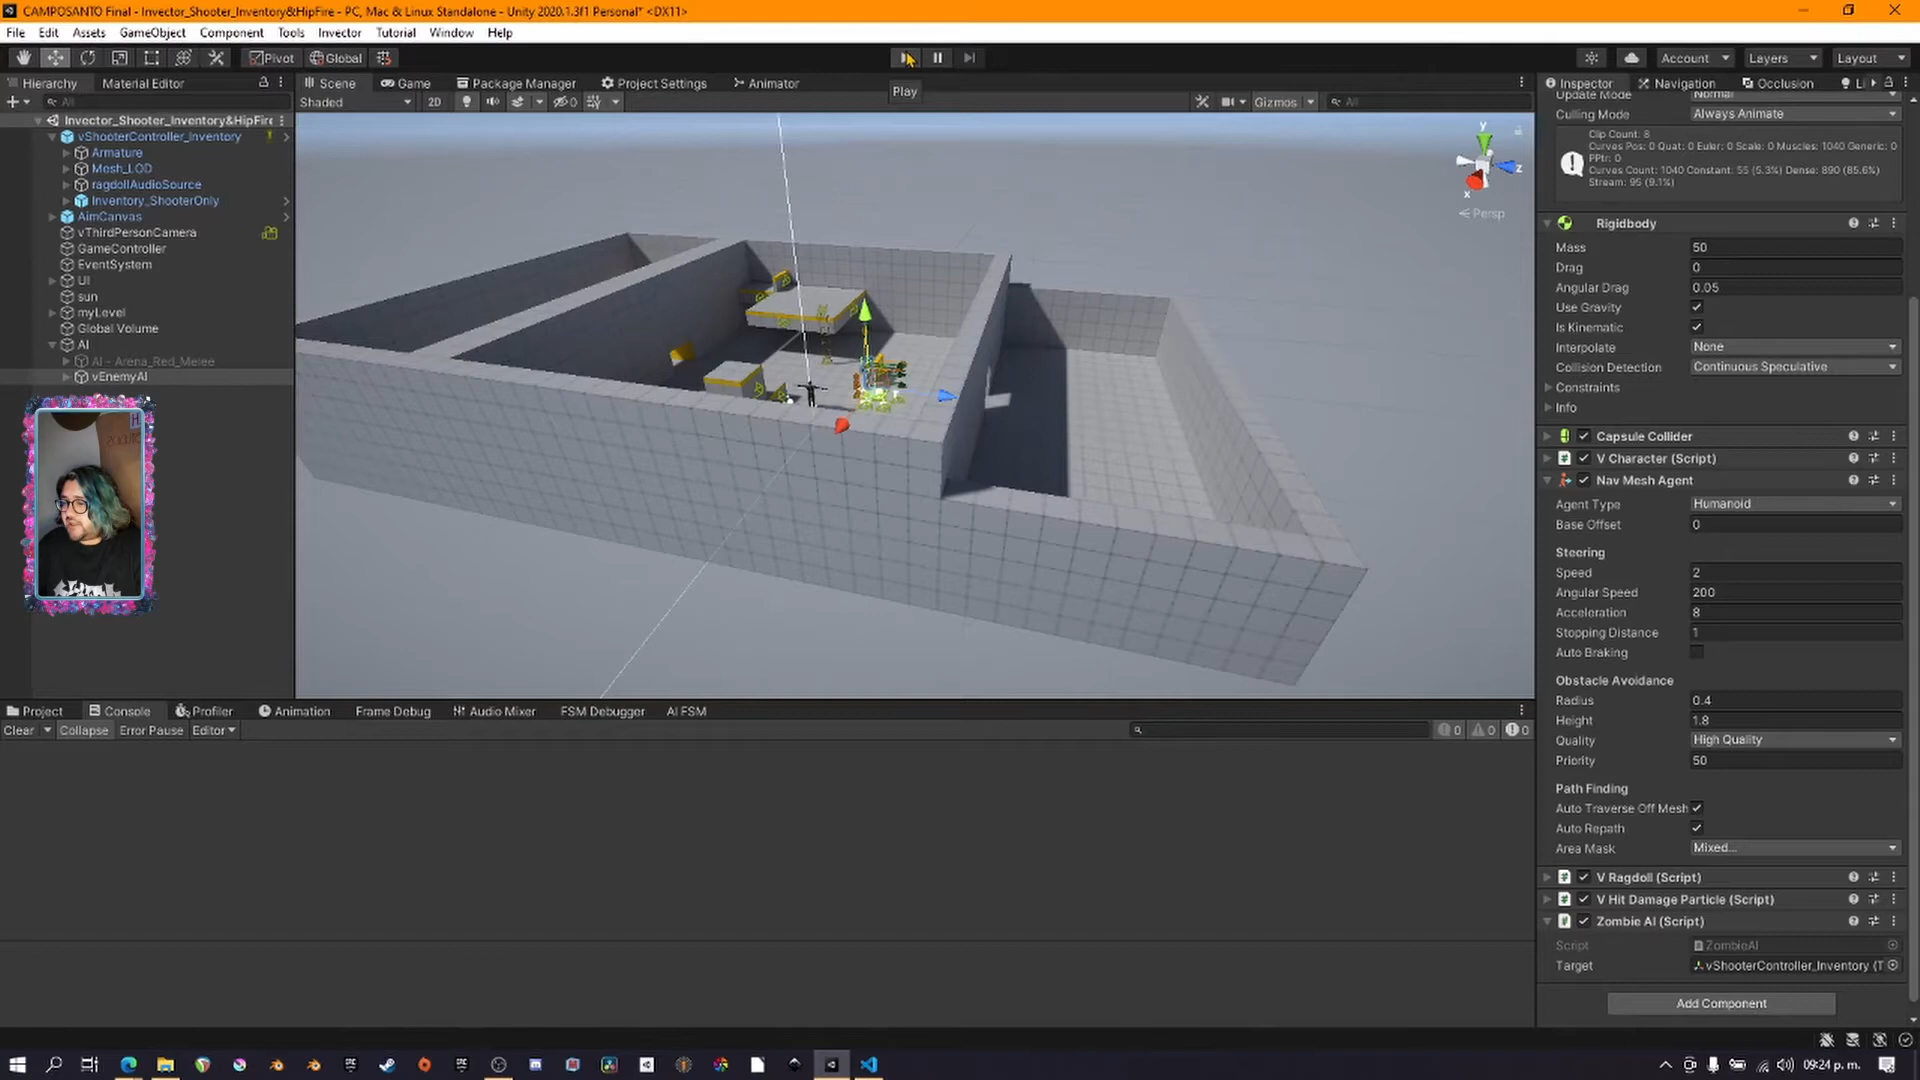 CAMPOSANTO Final - Invector_Shooter_Inventory&HipFire - PC, Mac & Linux Standalone - Unity 2020.1.3f1 Personal* <DX11>
File Edit Assets GameObject Component Tools Invector Tutorial Window Help
Pivot Global Account Layers Layout
Hierarchy Material Editor
Scene Game Package Manager Project Settings Animator
Inspector Navigation Occlusion Li
All
Shaded 2D Play Gizmos All
Update Mode Normal
Culling Mode Always Animate
Clip Count: 8
Curves Pos: 0 Quat: 0 Euler: 0 Scale: 0 Muscles: 1040 Generic: 0
PPtr: 0
Curves Count: 1040 Constant: 55 (5.3%) Dense: 890 (85.6%)
Stream: 95 (9.1%)
Invector_Shooter_Inventory&HipFire
vShooterController_Inventory
Armature
Mesh_LOD
ragdollAudioSource
Inventory_ShooterOnly
AimCanvas
vThirdPersonCamera
GameController
EventSystem
UI
sun
myLevel
Global Volume
AI
AI - Arena_Red_Melee
vEnemyAI
y
z
x
Persp
Rigidbody
Mass 50
Drag 0
Angular Drag 0.05
Use Gravity
Is Kinematic
Interpolate None
Collision Detection Continuous Speculative
Constraints
Info
Capsule Collider
V Character (Script)
Nav Mesh Agent
Agent Type Humanoid
Base Offset 0
Steering
Speed 2
Angular Speed 200
Acceleration 8
Stopping Distance 1
Auto Braking
Obstacle Avoidance
Radius 0.4
Height 1.8
Quality High Quality
Priority 50
Path Finding
Auto Traverse Off Mesh
Auto Repath
Area Mask Mixed...
V Ragdoll (Script)
V Hit Damage Particle (Script)
Zombie AI (Script)
Script ZombieAI
Target vShooterController_Inventory (T
Add Component
Project Console Profiler Animation Frame Debug Audio Mixer FSM Debugger AI FSM
Clear Collapse Error Pause Editor 0 0 0
09:24 p. m.